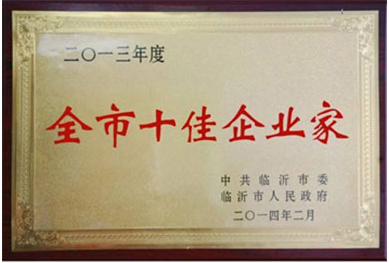 二〇一三年度
全市十佳企业家
中共临沂市委
临沂市人民政府
二〇一四年二月